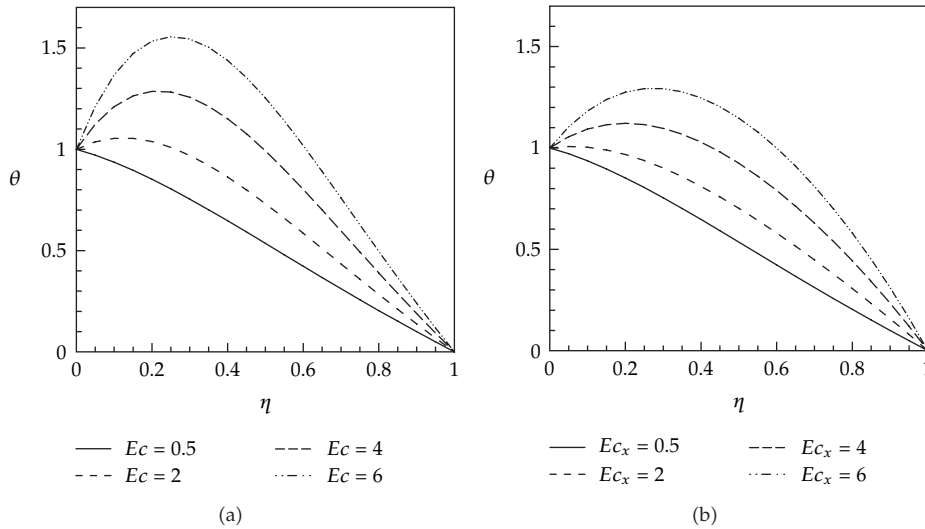 1.5
1
θ
0.5
0
0 0.2 0.4 0.6 0.8 1
η
Ec = 0.5 Ec = 4
Ec = 2 Ec = 6
(a)
1.5
1
θ
0.5
0
0 0.2 0.4 0.6 0.8 1
η
Ecₓ = 0.5 Ecₓ = 4
Ecₓ = 2 Ecₓ = 6
(b)